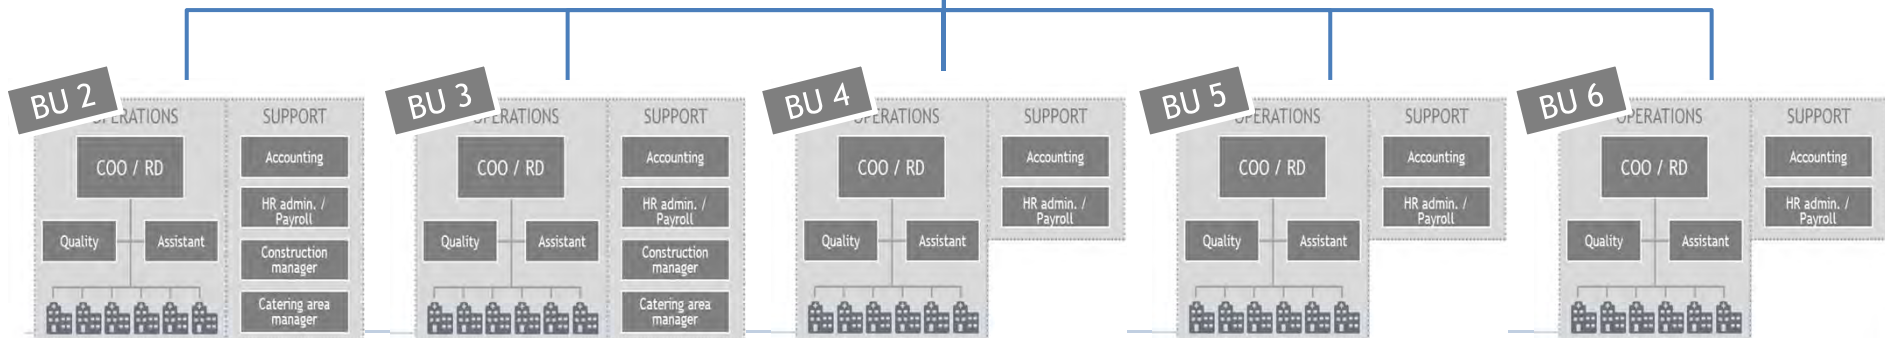 BU 2
OPERATIONS
COO / RD
Quality
Assistant
SUPPORT
Accounting
HR admin. /
Payroll
Construction
manager
Catering area
manager
BU 3
OPERATIONS
COO / RD
Quality
Assistant
SUPPORT
Accounting
HR admin. /
Payroll
Construction
manager
Catering area
manager
BU 4
OPERATIONS
COO / RD
Quality
Assistant
SUPPORT
Accounting
HR admin. /
Payroll
BU 5
OPERATIONS
COO / RD
Quality
Assistant
SUPPORT
Accounting
HR admin. /
Payroll
BU 6
OPERATIONS
COO / RD
Quality
Assistant
SUPPORT
Accounting
HR admin. /
Payroll